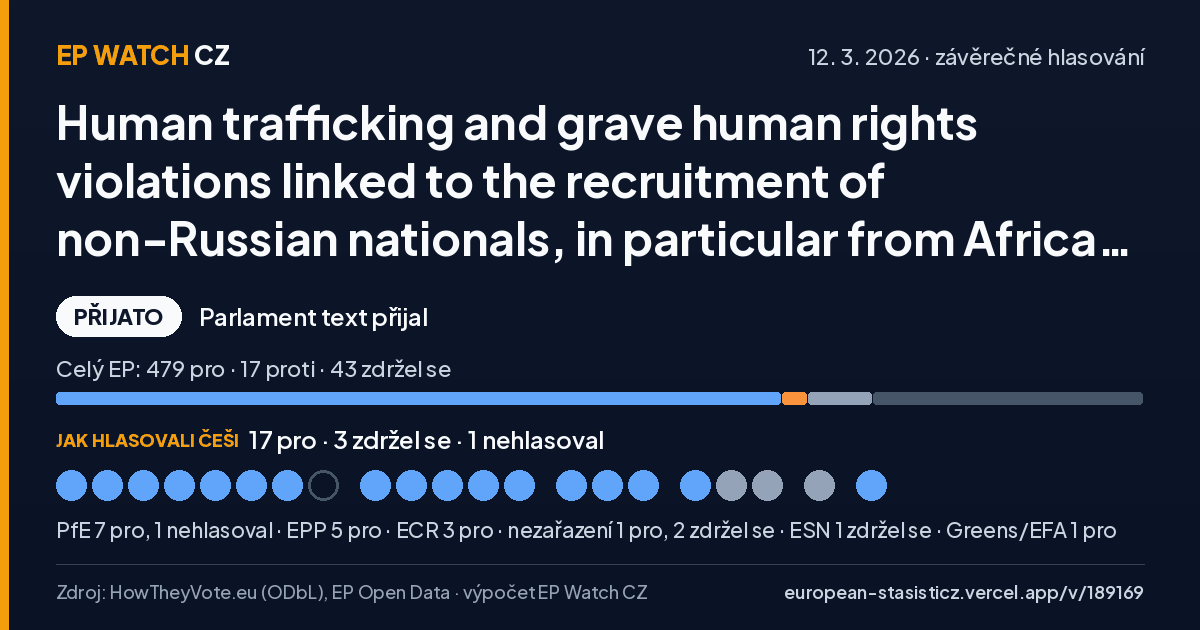 EP WATCH CZ
12. 3. 2026 · závěrečné hlasování
Human trafficking and grave human rights
violations linked to the recruitment of
non-Russian nationals, in particular from Africa…
PŘIJATO Parlament text přijal
Celý EP: 479 pro · 17 proti · 43 zdržel se
JAK HLASOVALI ČEŠI 17 pro · 3 zdržel se · 1 nehlasoval
PfE 7 pro, 1 nehlasoval · EPP 5 pro · ECR 3 pro · nezařazení 1 pro, 2 zdržel se · ESN 1 zdržel se · Greens/EFA 1 pro
Zdroj: HowTheyVote.eu (ODbL), EP Open Data · výpočet EP Watch CZ
european-stasisticz.vercel.app/v/189169